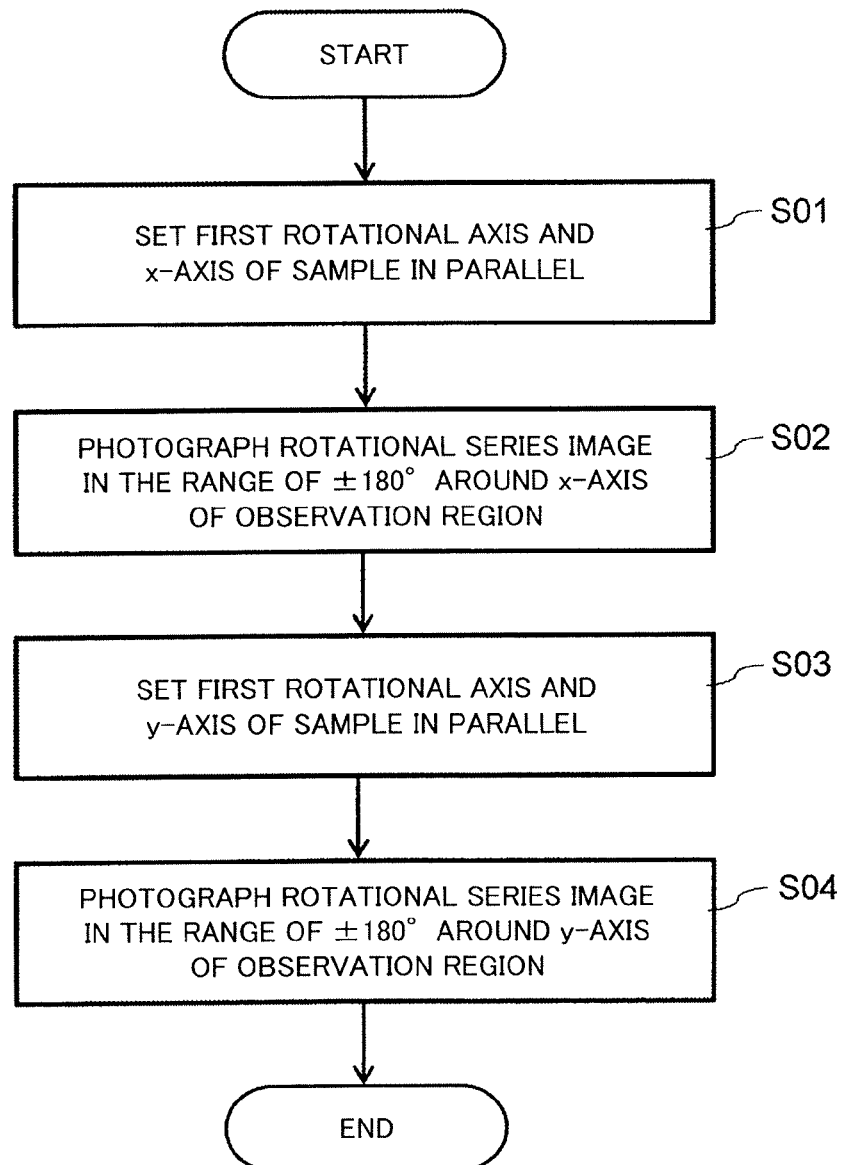 START
SET FIRST ROTATIONAL AXIS AND
x-AXIS OF SAMPLE IN PARALLEL
S01
PHOTOGRAPH ROTATIONAL SERIES IMAGE
IN THE RANGE OF ±180° AROUND x-AXIS
OF OBSERVATION REGION
S02
SET FIRST ROTATIONAL AXIS AND
y-AXIS OF SAMPLE IN PARALLEL
S03
PHOTOGRAPH ROTATIONAL SERIES IMAGE
IN THE RANGE OF ±180° AROUND y-AXIS
OF OBSERVATION REGION
S04
END